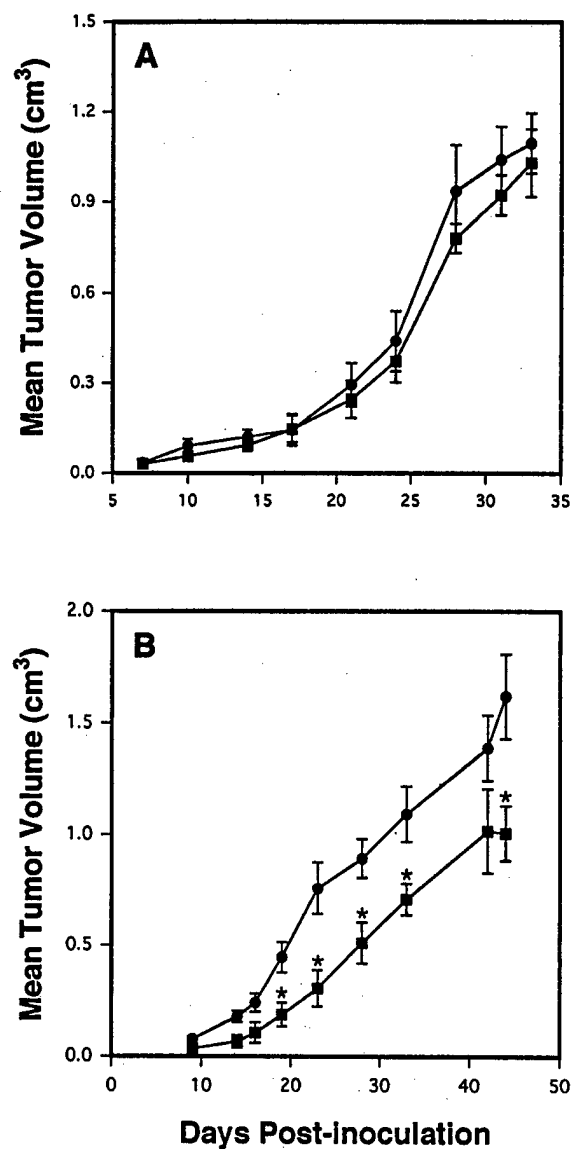 A
Mean Tumor Volume (cm³)
1.5
1.2
0.9
0.6
0.3
0.0
5 10 15 20 25 30 35
B
Mean Tumor Volume (cm³)
2.0
1.5
1.0
0.5
0.0
* * * * *
0 10 20 30 40 50
Days Post-inoculation